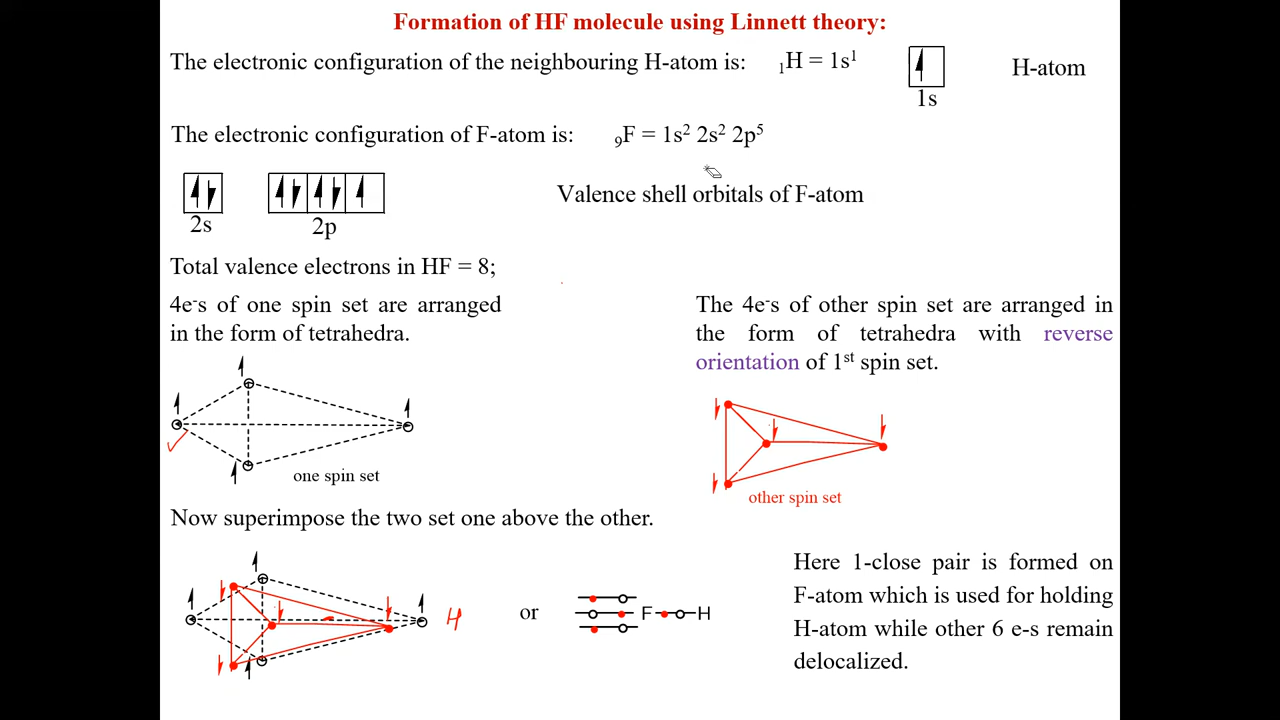 Formation of HF molecule using Linnett theory:
The electronic configuration of the neighbouring H-atom is: ₁H = 1s¹ H-atom
1s
The electronic configuration of F-atom is: ₉F = 1s² 2s² 2p⁵
Valence shell orbitals of F-atom
2s 2p
Total valence electrons in HF = 8;
4e⁻s of one spin set are arranged
in the form of tetrahedra.
The 4e⁻s of other spin set are arranged in
the form of tetrahedra with reverse
orientation of 1ˢᵗ spin set.
one spin set
other spin set
Now superimpose the two set one above the other.
H
or
F H
Here 1-close pair is formed on
F-atom which is used for holding
H-atom while other 6 e-s remain
delocalized.